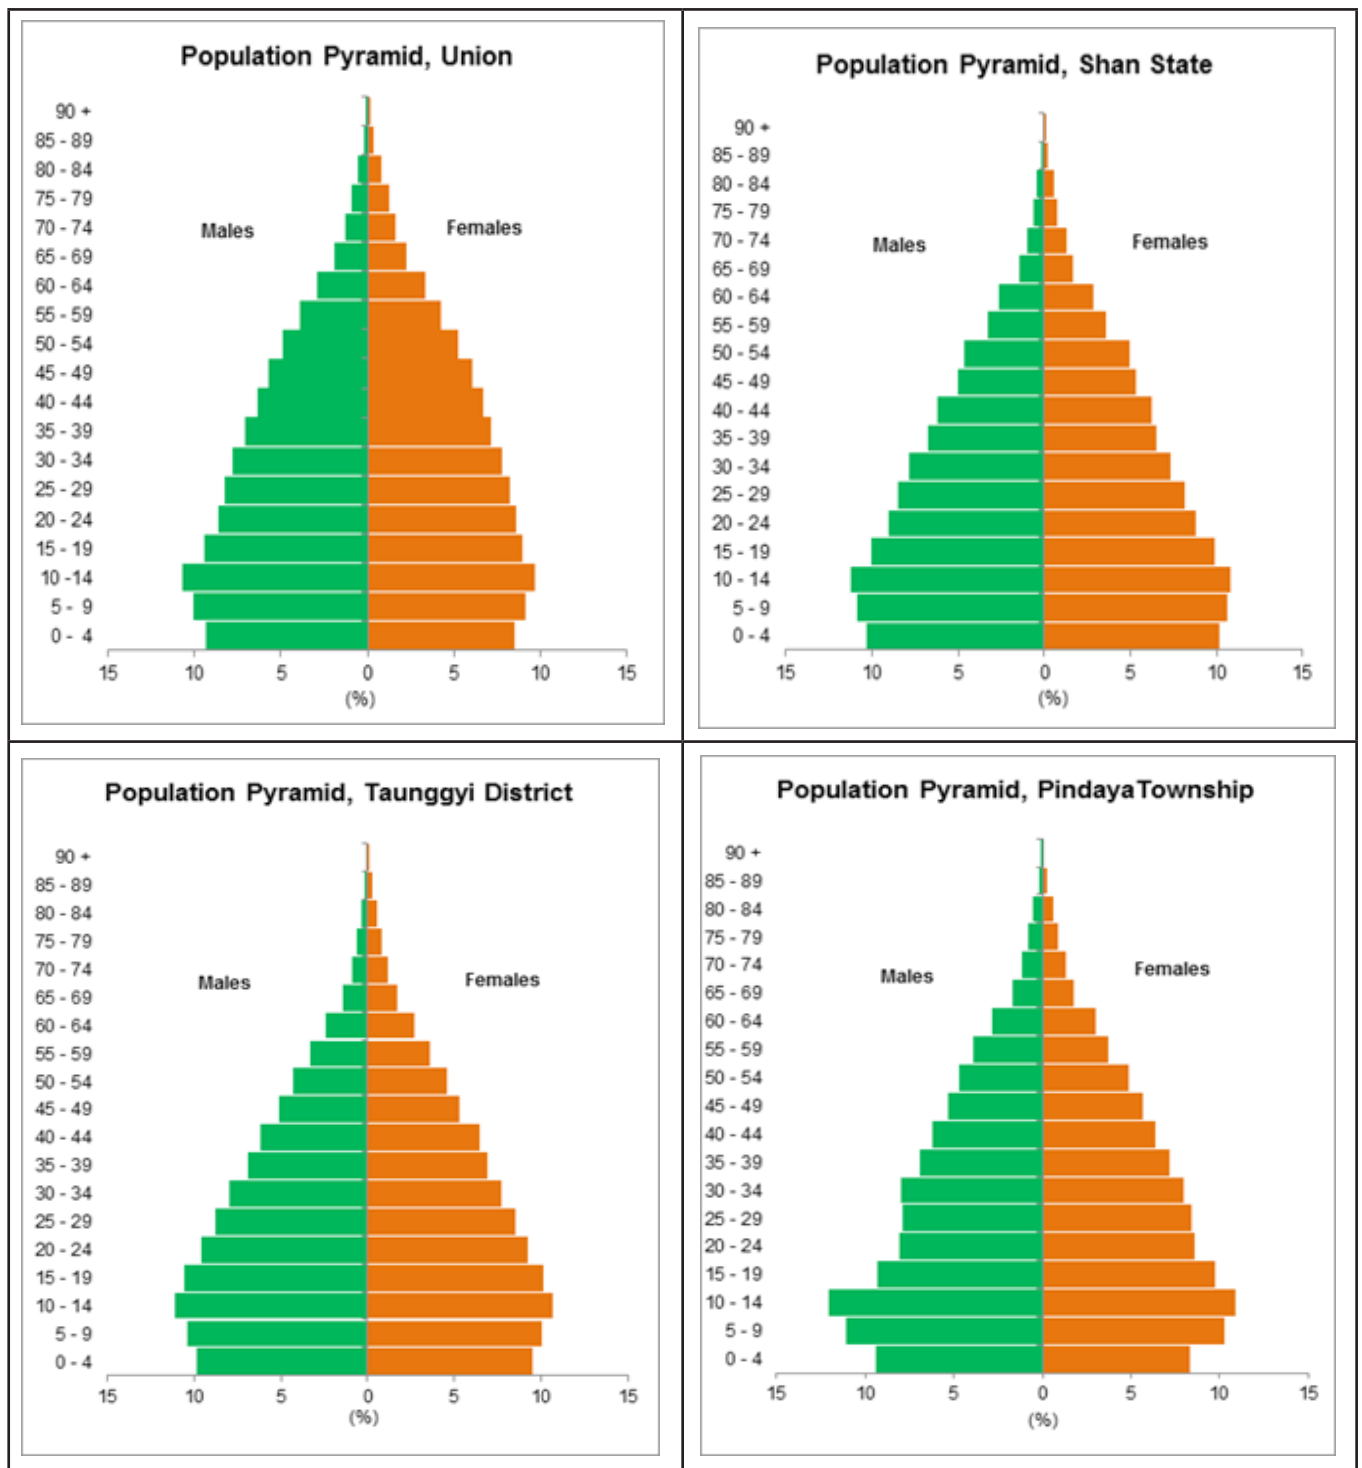 Population Pyramid, Union
90 +
85 - 89
80 - 84
75 - 79
70 - 74
65 - 69
60 - 64
55 - 59
50 - 54
45 - 49
40 - 44
35 - 39
30 - 34
25 - 29
20 - 24
15 - 19
10 -14
5 - 9
0 - 4
Males
Females
15 10 5 0 5 10 15
(%)
Population Pyramid, Shan State
90 +
85 - 89
80 - 84
75 - 79
70 - 74
65 - 69
60 - 64
55 - 59
50 - 54
45 - 49
40 - 44
35 - 39
30 - 34
25 - 29
20 - 24
15 - 19
10 - 14
5 - 9
0 - 4
Males
Females
15 10 5 0 5 10 15
(%)
Population Pyramid, Taunggyi District
90 +
85 - 89
80 - 84
75 - 79
70 - 74
65 - 69
60 - 64
55 - 59
50 - 54
45 - 49
40 - 44
35 - 39
30 - 34
25 - 29
20 - 24
15 - 19
10 - 14
5 - 9
0 - 4
Males
Females
15 10 5 0 5 10 15
(%)
Population Pyramid, PindayaTownship
90 +
85 - 89
80 - 84
75 - 79
70 - 74
65 - 69
60 - 64
55 - 59
50 - 54
45 - 49
40 - 44
35 - 39
30 - 34
25 - 29
20 - 24
15 - 19
10 - 14
5 - 9
0 - 4
Males
Females
15 10 5 0 5 10 15
(%)